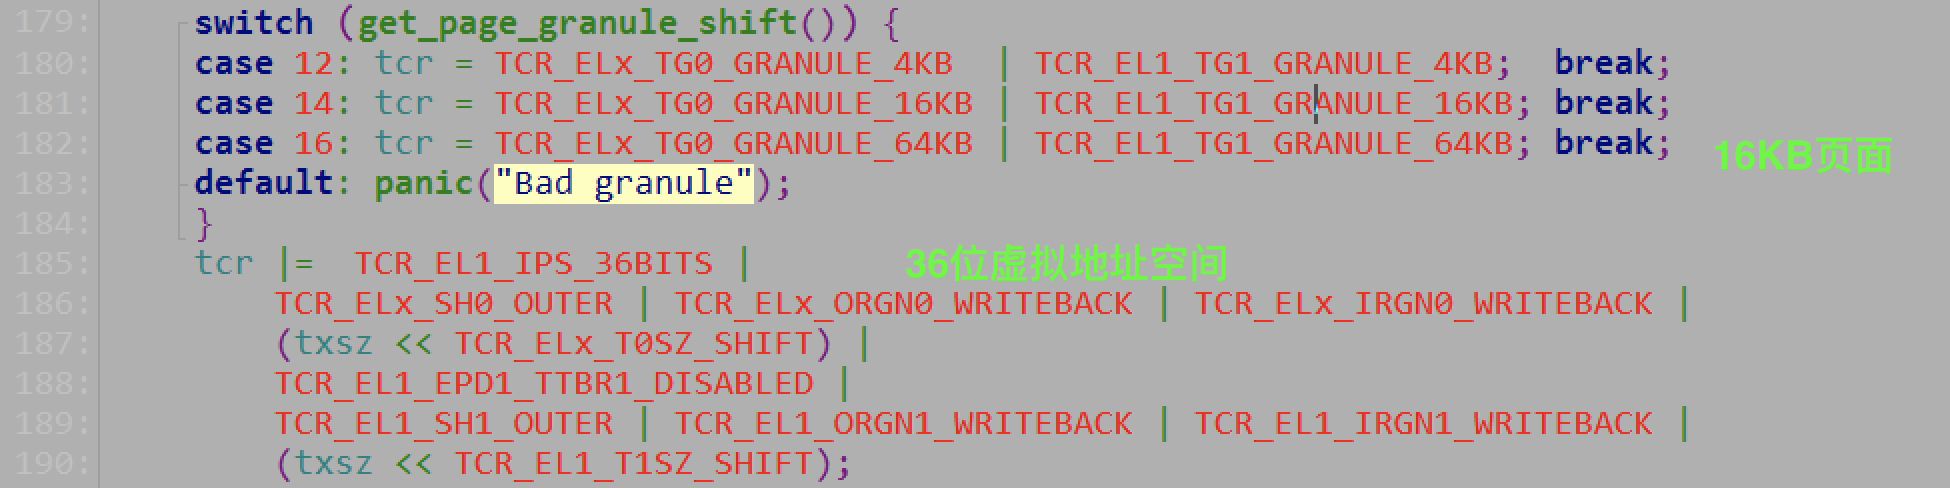 179: switch (get_page_granule_shift()) {
180: case 12: tcr = TCR_ELx_TG0_GRANULE_4KB | TCR_EL1_TG1_GRANULE_4KB; break;
181: case 14: tcr = TCR_ELx_TG0_GRANULE_16KB | TCR_EL1_TG1_GRANULE_16KB; break;
182: case 16: tcr = TCR_ELx_TG0_GRANULE_64KB | TCR_EL1_TG1_GRANULE_64KB; break; 16KB页面
183: default: panic("Bad granule");
184: }
185: tcr |= TCR_EL1_IPS_36BITS | 36位虚拟地址空间
186: TCR_ELx_SH0_OUTER | TCR_ELx_ORGN0_WRITEBACK | TCR_ELx_IRGN0_WRITEBACK |
187: (txsz << TCR_ELx_T0SZ_SHIFT) |
188: TCR_EL1_EPD1_TTBR1_DISABLED |
189: TCR_EL1_SH1_OUTER | TCR_EL1_ORGN1_WRITEBACK | TCR_EL1_IRGN1_WRITEBACK |
190: (txsz << TCR_EL1_T1SZ_SHIFT);